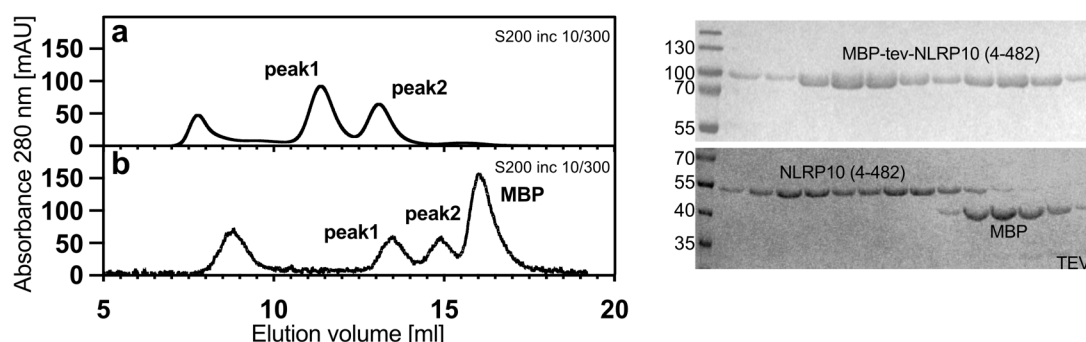 a
S200 inc 10/300
150
100
50
0
peak1
peak2
b
S200 inc 10/300
150
100
50
0
peak1
peak2
MBP
Absorbance 280 nm [mAU]
5
10
15
20
Elution volume [ml]
130
100
70
55
MBP-tev-NLRP10 (4-482)
70
55
40
35
NLRP10 (4-482)
MBP
TEV